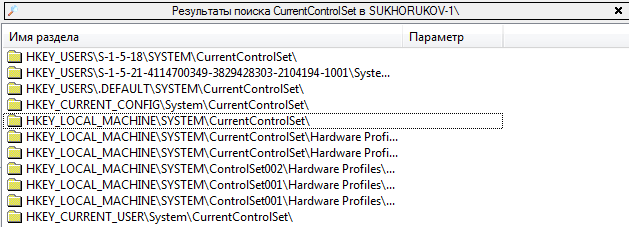 Результаты поиска CurrentControlSet в SUKHORUKOV-1\
Имя раздела Параметр
HKEY_USERS\S-1-5-18\SYSTEM\CurrentControlSet\
HKEY_USERS\S-1-5-21-4114700349-3829428303-2104194-1001\Syste...
HKEY_USERS\.DEFAULT\SYSTEM\CurrentControlSet\
HKEY_CURRENT_CONFIG\System\CurrentControlSet\
HKEY_LOCAL_MACHINE\SYSTEM\CurrentControlSet\
HKEY_LOCAL_MACHINE\SYSTEM\CurrentControlSet\Hardware Profi...
HKEY_LOCAL_MACHINE\SYSTEM\CurrentControlSet\Hardware Profi...
HKEY_LOCAL_MACHINE\SYSTEM\ControlSet002\Hardware Profiles\...
HKEY_LOCAL_MACHINE\SYSTEM\ControlSet001\Hardware Profiles\...
HKEY_LOCAL_MACHINE\SYSTEM\ControlSet001\Hardware Profiles\...
HKEY_CURRENT_USER\System\CurrentControlSet\